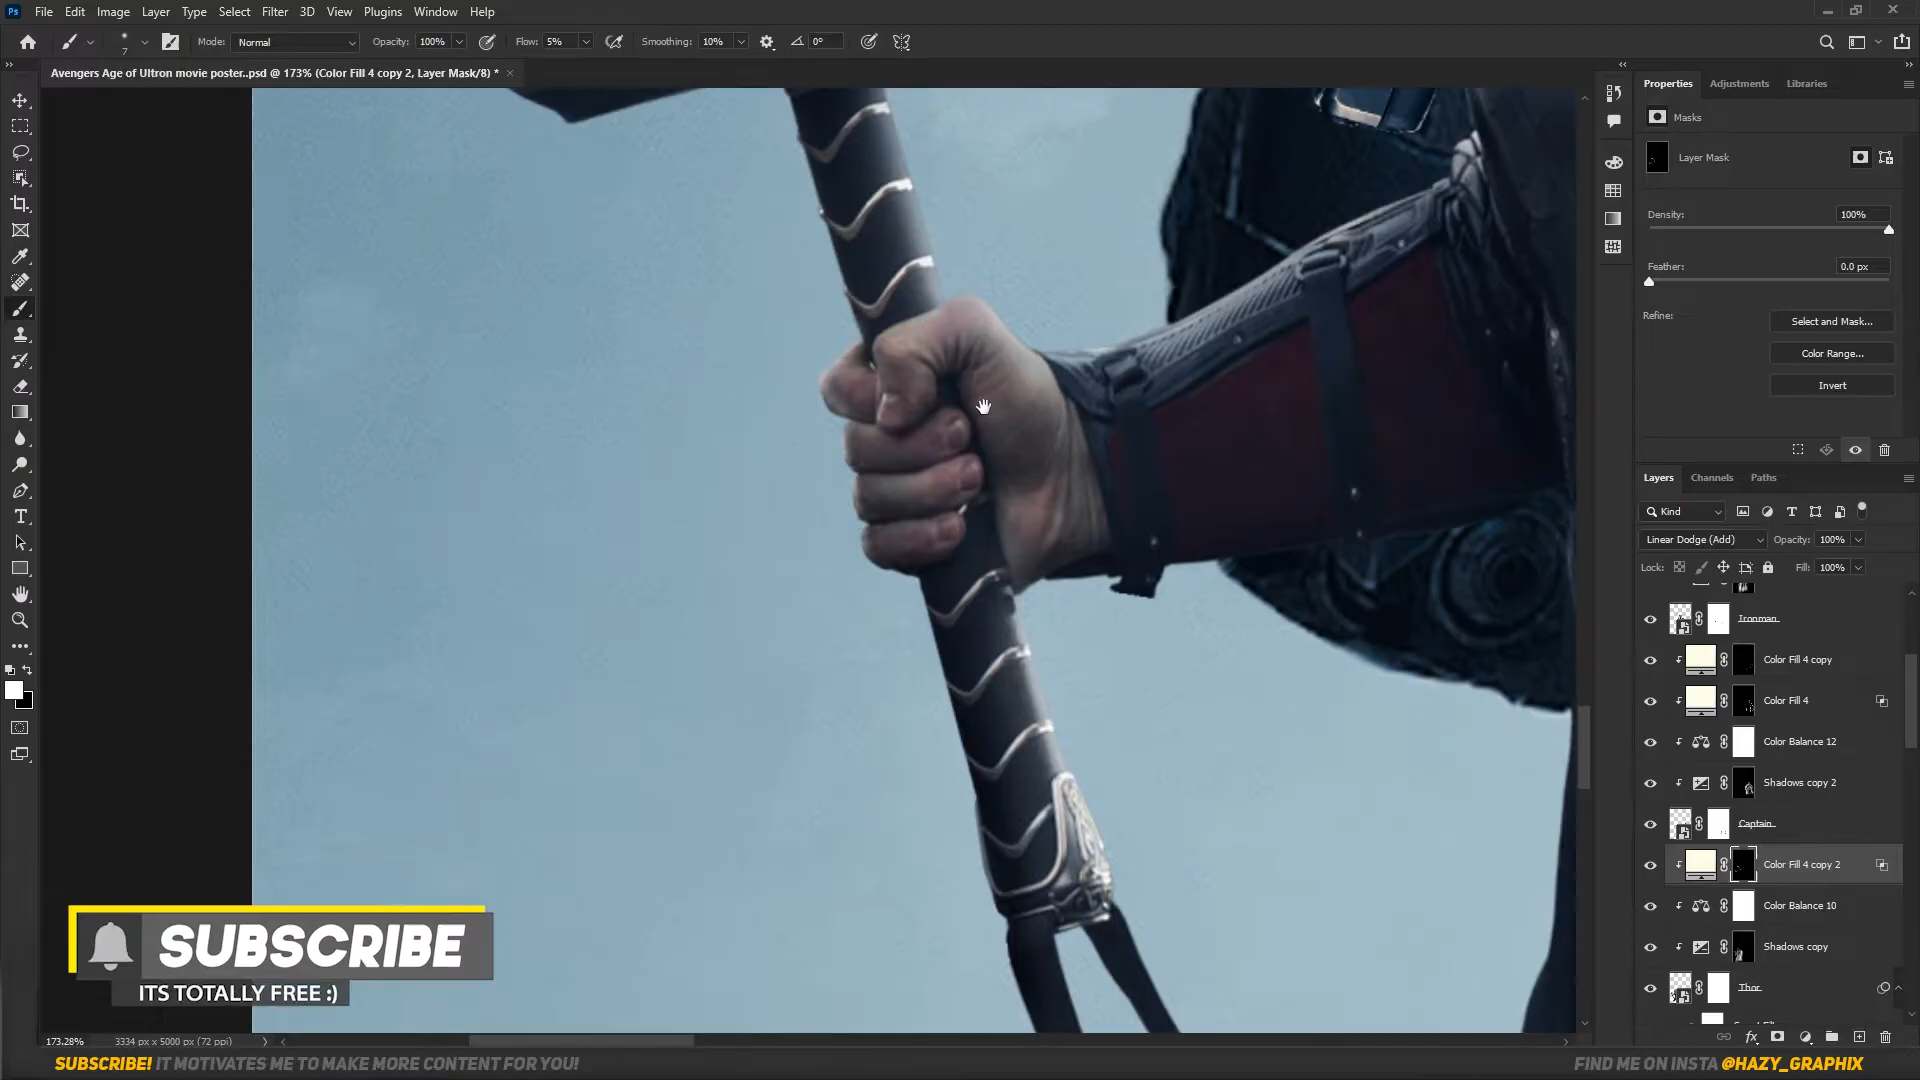 Ps File Edit Image Layer Type Select Filter 3D View Plugins Window Help
7 Mode: Normal Opacity: 100% Flow: 5% Smoothing: 10% 0°
Avengers Age of Ultron movie poster..psd @ 173% (Color Fill 4 copy 2, Layer Mask/8) *
Properties Adjustments Libraries
Masks
Layer Mask
Density: 100%
Feather: 0.0 px
Refine: Select and Mask...
Color Range...
Invert
Layers Channels Paths
Kind
Linear Dodge (Add) Opacity: 100%
Lock: Fill: 100%
Ironman
Color Fill 4 copy
Color Fill 4
Color Balance 12
Shadows copy 2
Captain
Color Fill 4 copy 2
Color Balance 10
Shadows copy
Thor
SUBSCRIBE
ITS TOTALLY FREE :)
173.28% 3334 px x 5000 px (72 ppi)
SUBSCRIBE! IT MOTIVATES ME TO MAKE MORE CONTENT FOR YOU!
FIND ME ON INSTA @HAZY_GRAPHIX